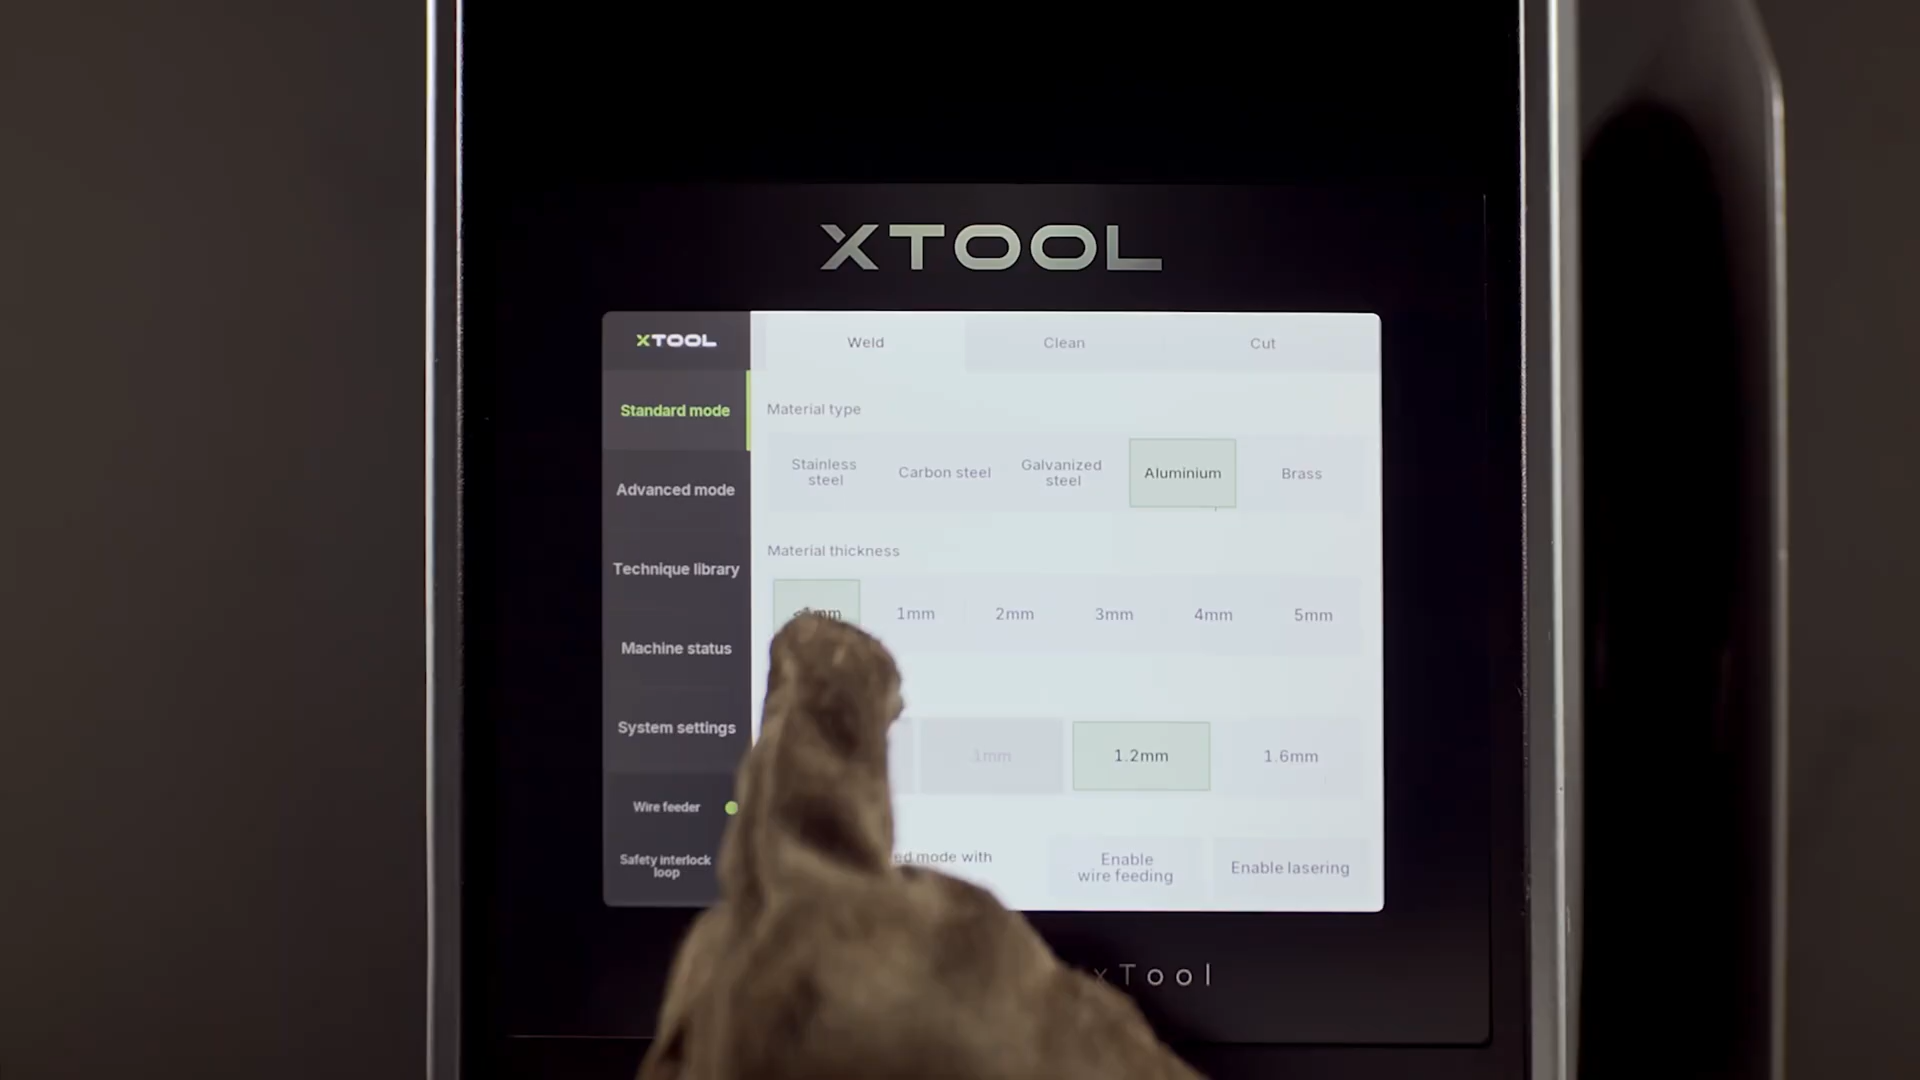 XTOOL
XTOOL
Weld
Clean
Cut
Standard mode
Advanced mode
Technique library
Machine status
System settings
Wire feeder
Safety interlock
loop
Material type
Stainless
steel
Carbon steel
Galvanized
steel
Aluminium
Brass
Material thickness
1mm
2mm
3mm
4mm
5mm
1mm
1.2mm
1.6mm
mode with
Enable
wire feeding
Enable lasering
xTool